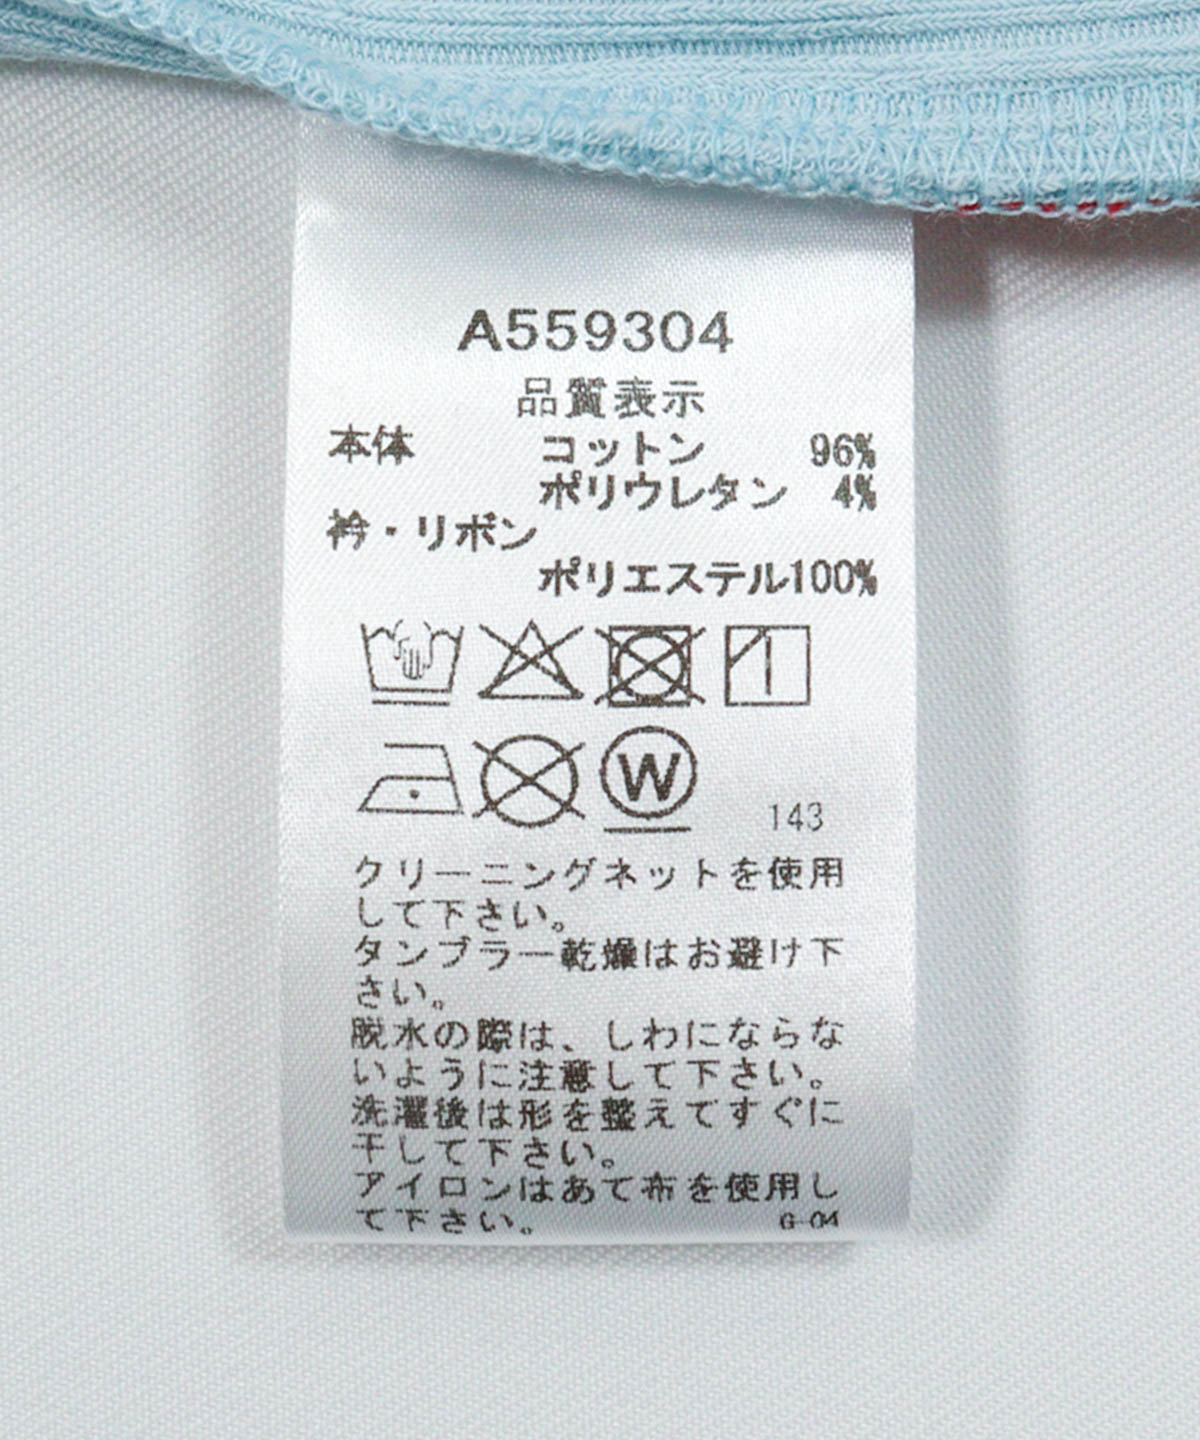 A559304
品質表示
本体 コットン 96%
ポリウレタン 4%
衿・リボン
ポリエステル100%
W
143
クリーニングネットを使用
して下さい。
タンブラー乾燥はお避け下
さい。
脱水の際は、しわにならな
いように注意して下さい。
洗濯後は形を整えてすぐに
干して下さい。
アイロンはあて布を使用し
て下さい。 G-04